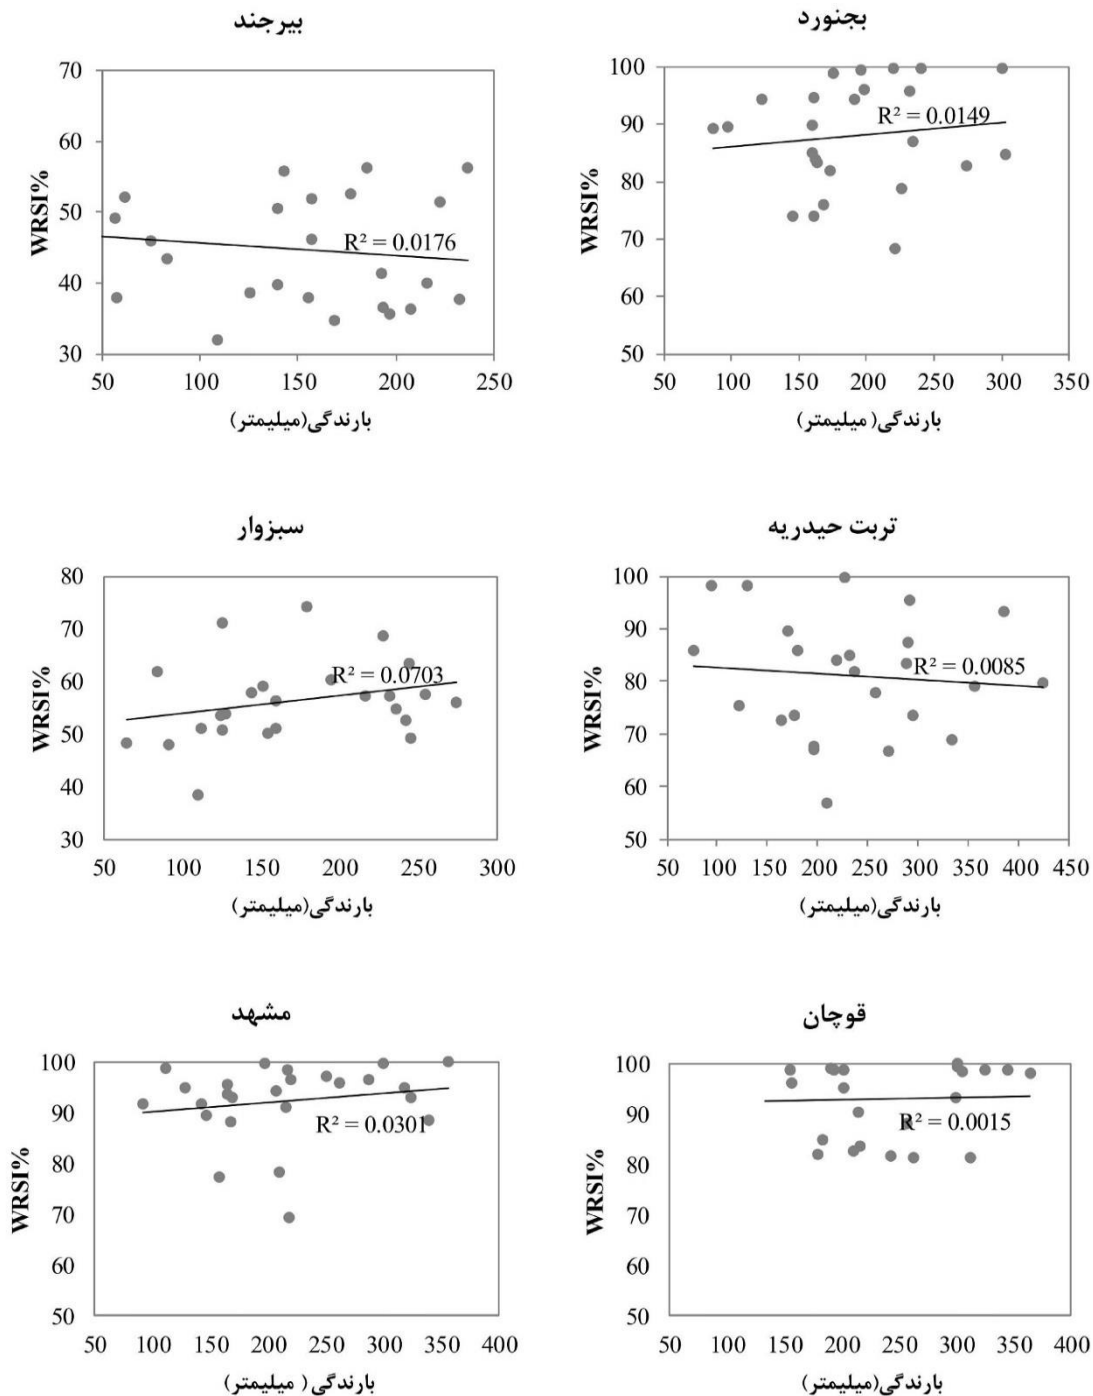 بیرجند
70
60
50
40
30
WRSI%
R² = 0.0176
50 100 150 200 250
بارندگی(میلیمتر)
بجنورد
100
90
80
70
60
50
WRSI%
R² = 0.0149
50 100 150 200 250 300 350
بارندگی( میلیمتر)
سبزوار
80
70
60
50
40
30
WRSI%
R² = 0.0703
50 100 150 200 250 300
بارندگی(میلیمتر)
تربت حیدریه
100
90
80
70
60
50
WRSI%
R² = 0.0085
50 100 150 200 250 300 350 400 450
بارندگی(میلیمتر)
مشهد
100
90
80
70
60
50
WRSI%
R² = 0.0301
50 100 150 200 250 300 350 400
بارندگی( میلیمتر)
قوچان
100
90
80
70
60
50
WRSI%
R² = 0.0015
50 100 150 200 250 300 350 400
بارندگی(میلیمتر)